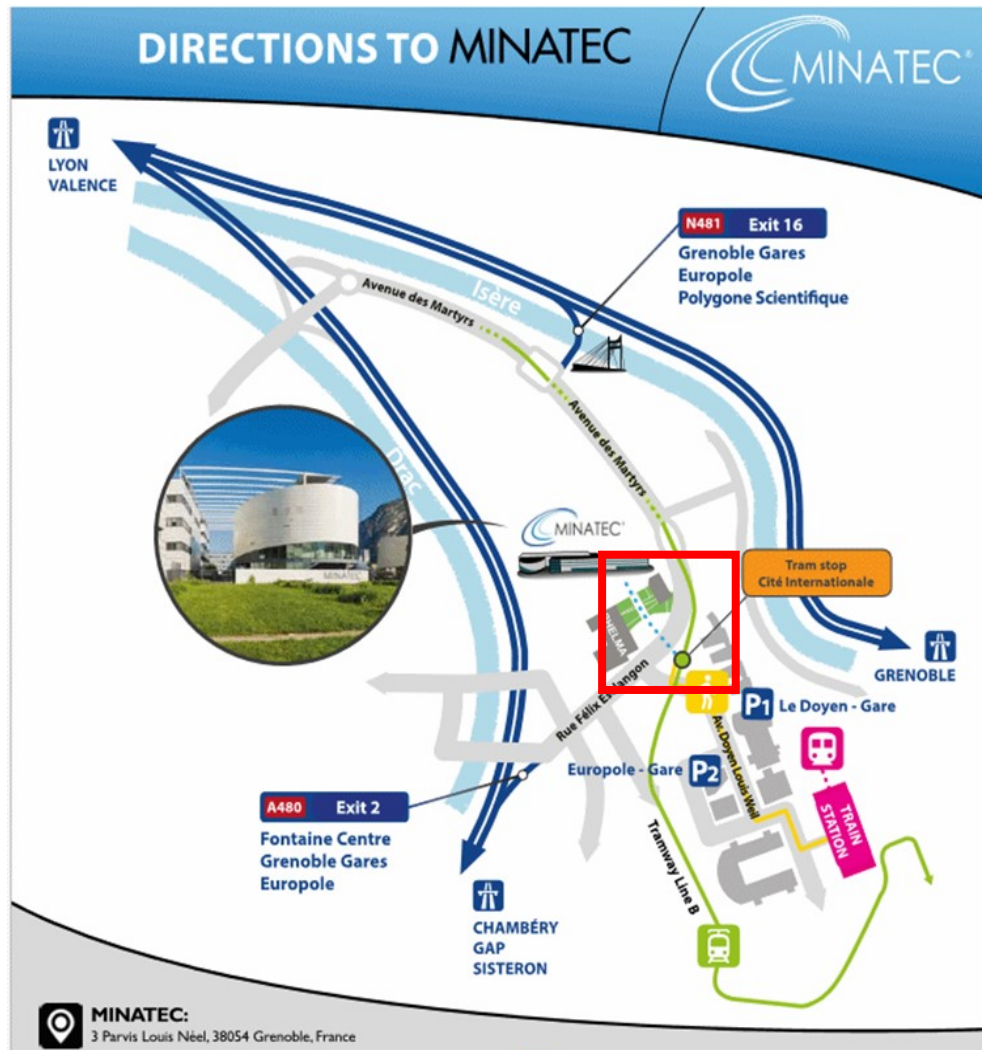 DIRECTIONS TO MINATEC
MINATEC®
LYON
VALENCE
N481 Exit 16
Grenoble Gares
Europole
Polygone Scientifique
Isère
Avenue des Martyrs
Avenue des Martyrs
Drac
MINATEC®
MINATEC
Tram stop
Cité Internationale
PHELMA
GRENOBLE
Rue Félix Esclangon
P1 Le Doyen - Gare
Av. Doyen Louis Weil
Europole - Gare P2
A480 Exit 2
Fontaine Centre
Grenoble Gares
Europole
TRAIN
STATION
Tramway Line B
CHAMBÉRY
GAP
SISTERON
MINATEC:
3 Parvis Louis Néel, 38054 Grenoble, France